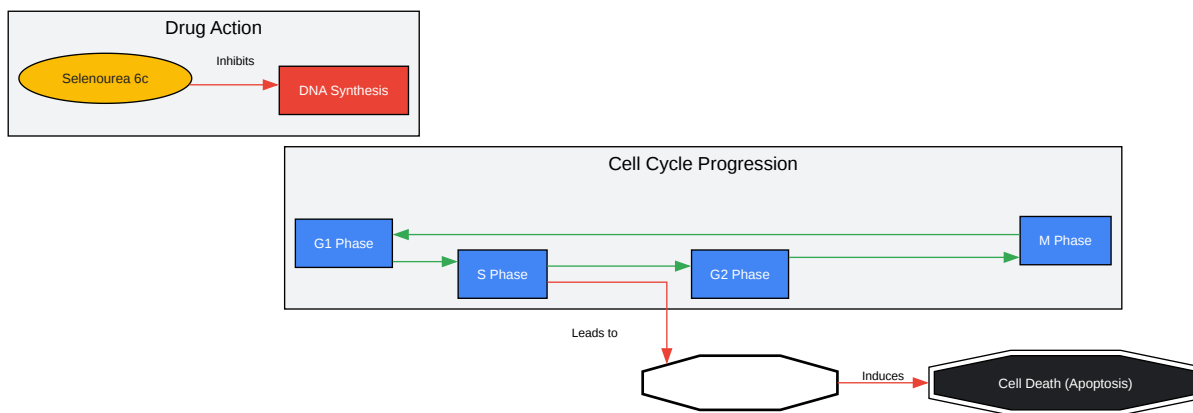 Drug Action
Selenourea 6c
Inhibits
DNA Synthesis
Cell Cycle Progression
G1 Phase
S Phase
G2 Phase
M Phase
Leads to
Induces
Cell Death (Apoptosis)